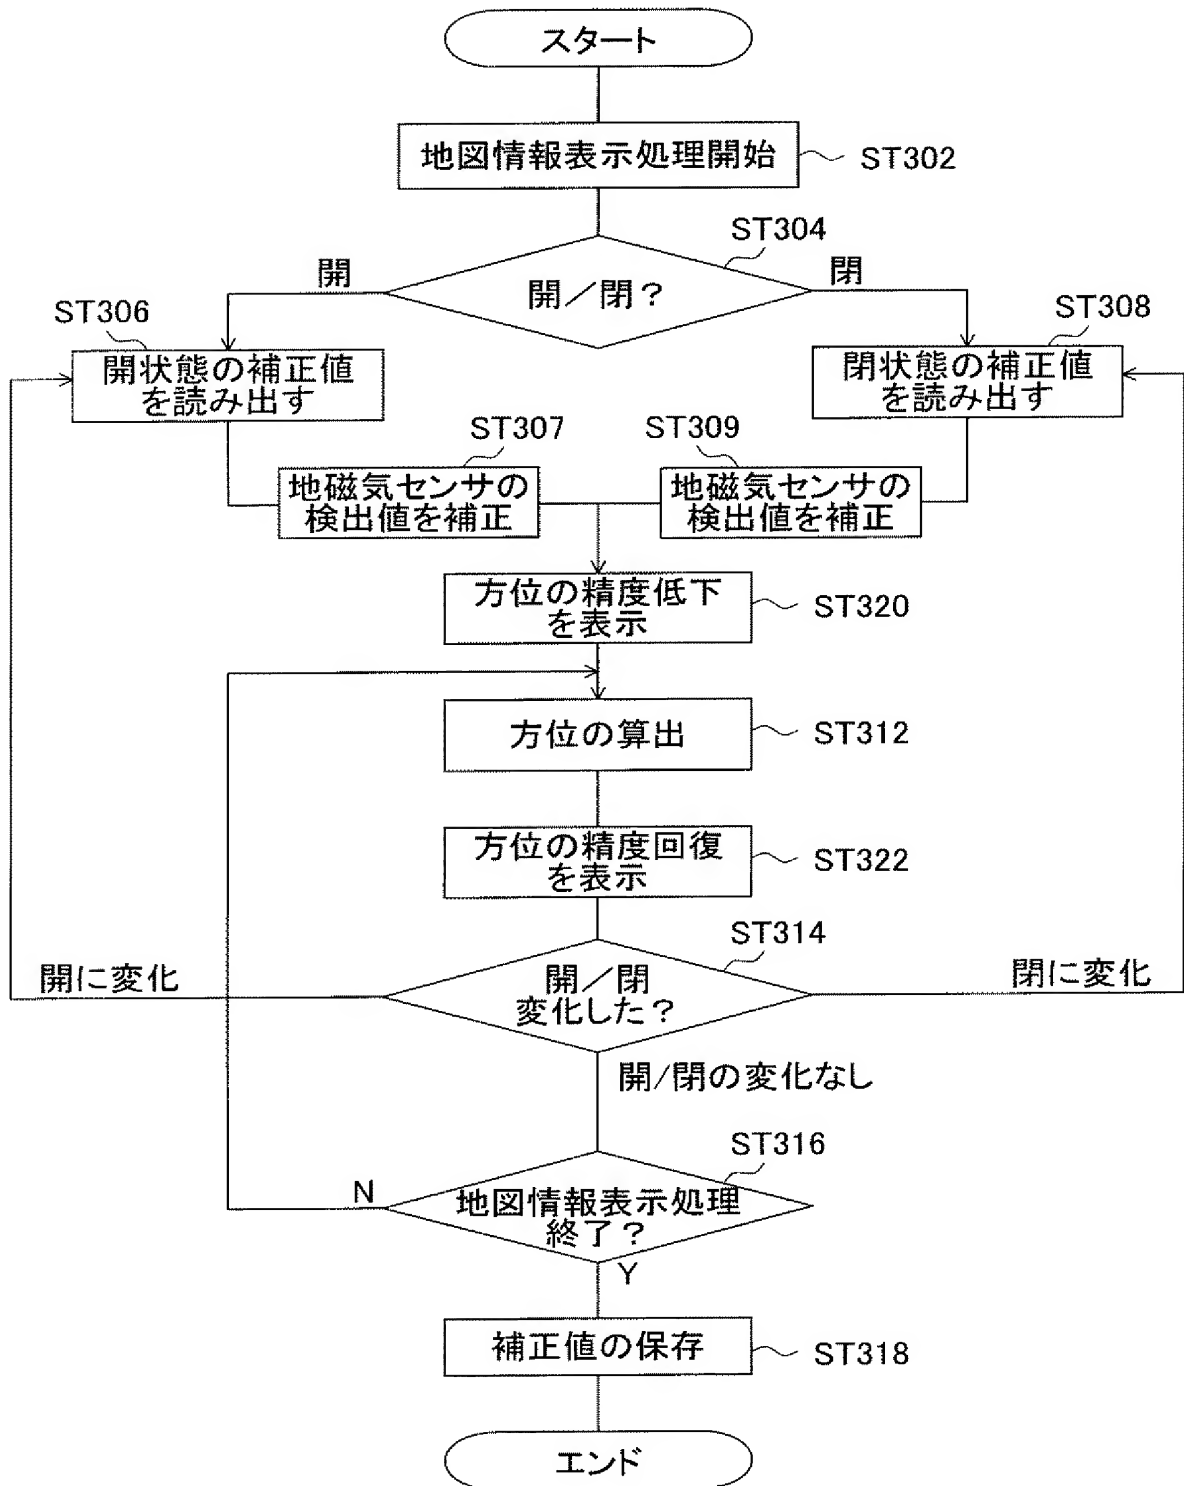 スタート
地図情報表示処理開始
ST302
ST304
開
開／閉？
閉
ST306
ST308
開状態の補正値
を読み出す
閉状態の補正値
を読み出す
ST307
ST309
地磁気センサの
検出値を補正
地磁気センサの
検出値を補正
方位の精度低下
を表示
ST320
方位の算出
ST312
方位の精度回復
を表示
ST322
ST314
開に変化
開／閉
変化した？
閉に変化
開/閉の変化なし
ST316
N
地図情報表示処理
終了？
Y
補正値の保存
ST318
エンド